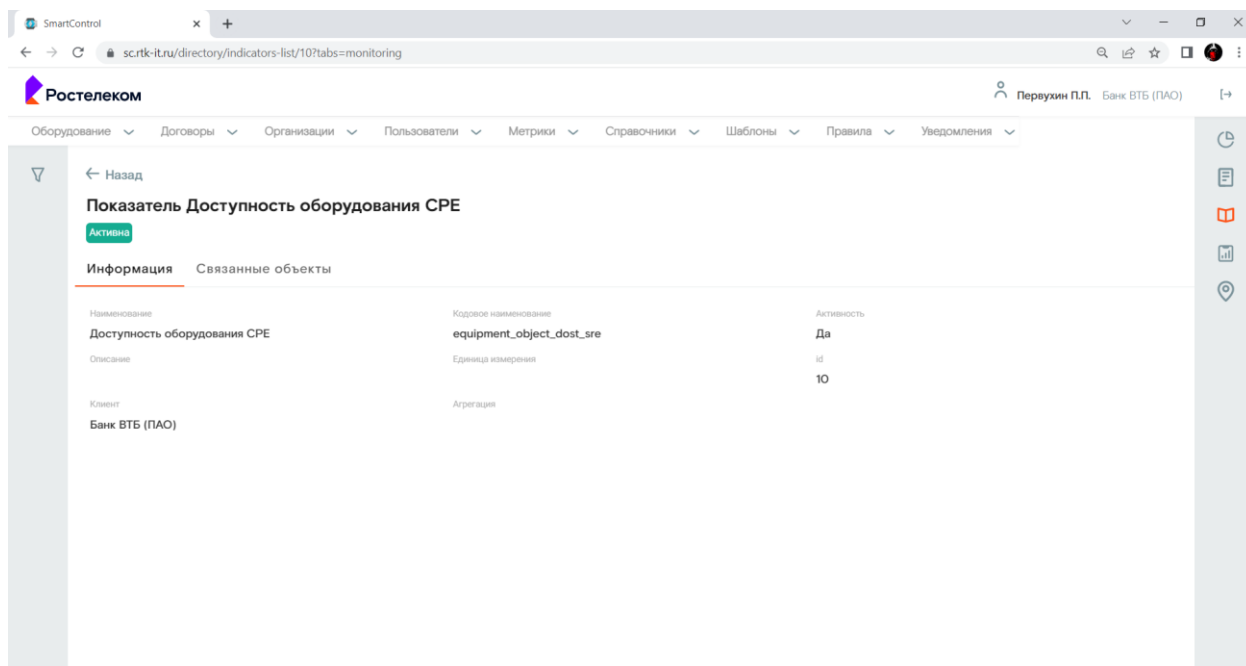 SmartControl
sc.rtk-it.ru/directory/indicators-list/10?tabs=monitoring
Ростелеком
Первухин П.П. Банк ВТБ (ПАО)
Оборудование Договоры Организации Пользователи Метрики Справочники Шаблоны Правила Уведомления
Назад
Показатель Доступность оборудования CPE
Активна
Информация Связанные объекты
Наименование Кодовое наименование Активность
Доступность оборудования CPE equipment_object_dost_sre Да
Описание Единица измерения id
10
Клиент Агрегация
Банк ВТБ (ПАО)